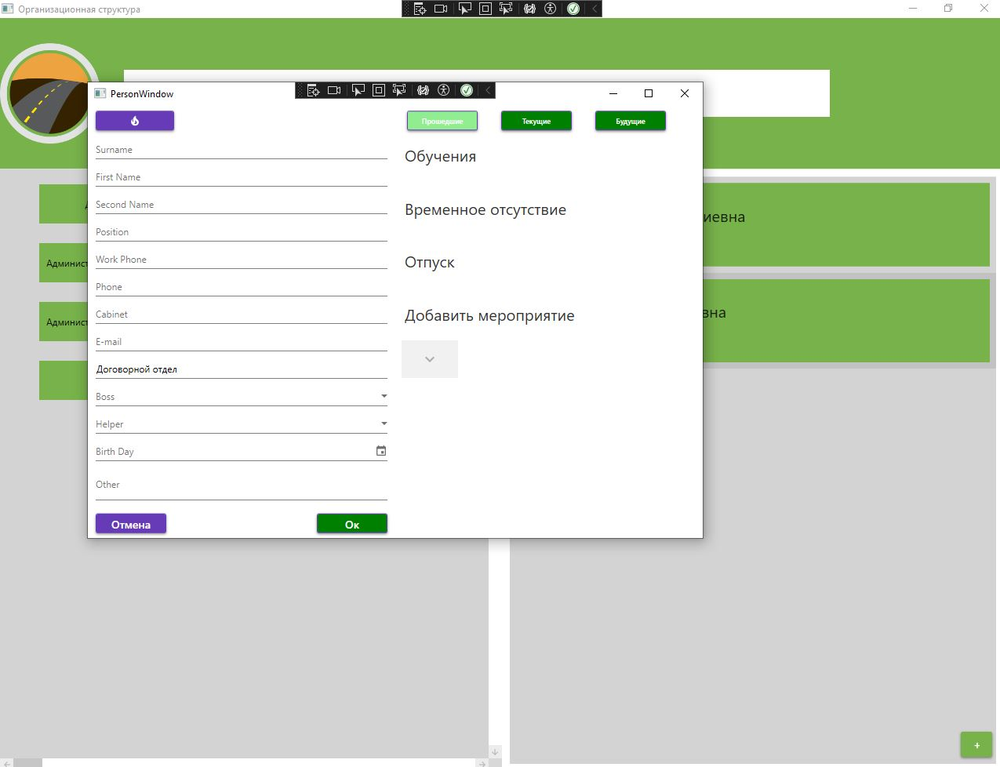 Организационная структура
PersonWindow
Прошедшие
Текущие
Будущие
Surname
First Name
Second Name
Position
Work Phone
Phone
Cabinet
E-mail
Договорной отдел
Boss
Helper
Birth Day
Other
Отмена
Ок
Обучения
Временное отсутствие
Отпуск
Добавить мероприятие
Админист
Админист
иевна
вна
+